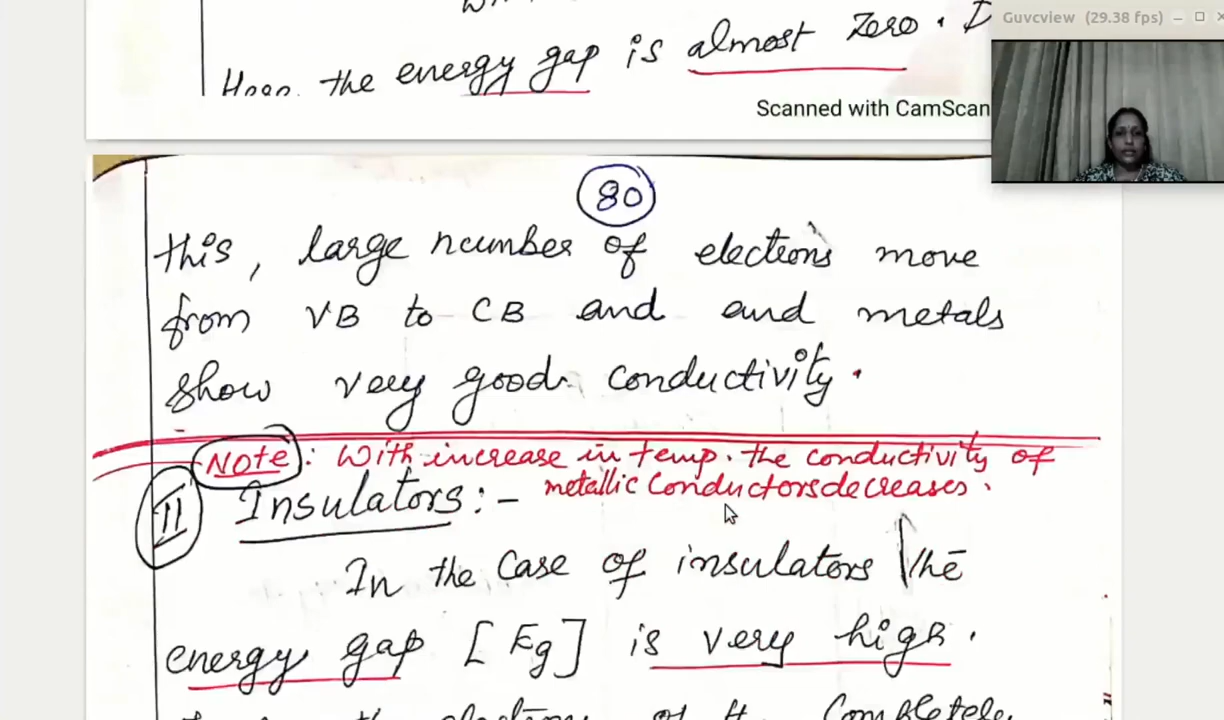 Guvcview (29.38 fps)
the energy gap is almost zero.
Scanned with CamScan
80
this, large number of electrons move
from VB to CB and and metals
show very good conductivity.
Note: With increase in temp. the conductivity of
metallic conductors decreases.
II Insulators:-
In the case of insulators the
energy gap [Eg] is very high.